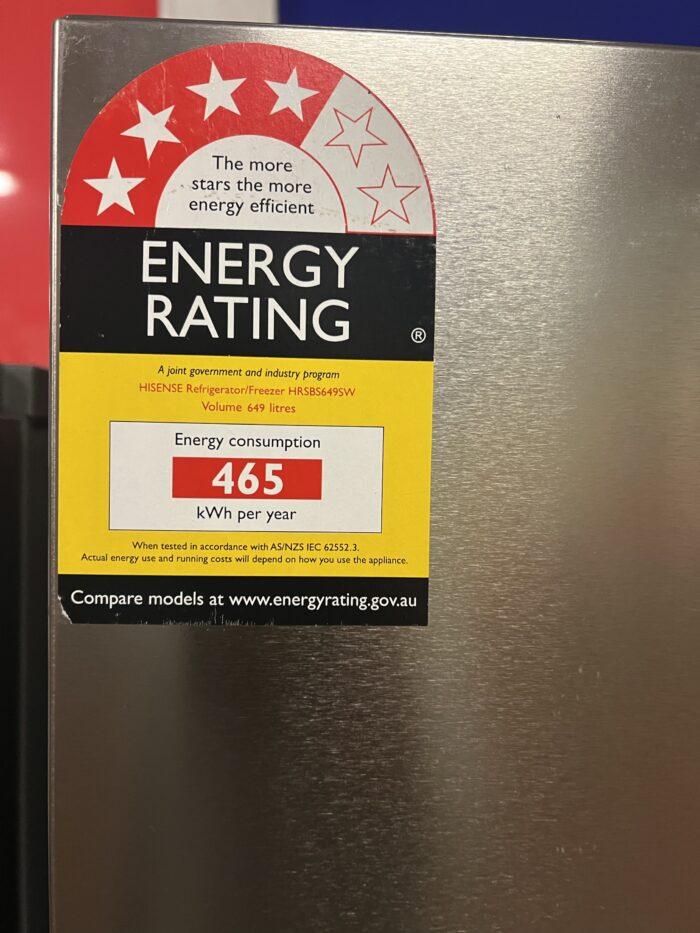 The more
stars the more
energy efficient
ENERGY
RATING
®
A joint government and industry program
HISENSE Refrigerator/Freezer HRSBS649SW
Volume 649 litres
Energy consumption
465
kWh per year
When tested in accordance with AS/NZS IEC 62552.3.
Actual energy use and running costs will depend on how you use the appliance.
Compare models at www.energyrating.gov.au